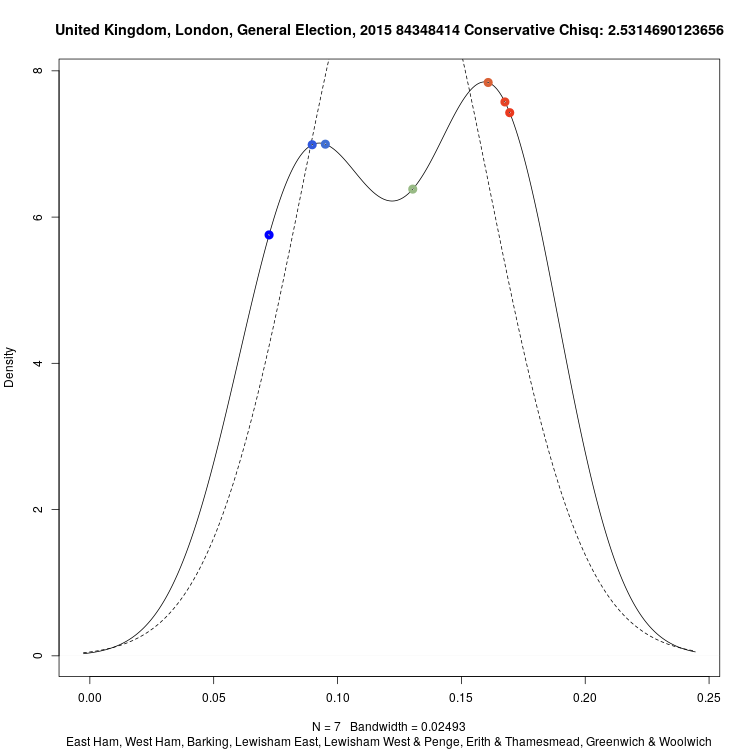 United Kingdom, London, General Election, 2015 84348414 Conservative Chisq: 2.5314690123656
8
6
4
2
0
Density
0.00 0.05 0.10 0.15 0.20 0.25
N = 7 Bandwidth = 0.02493
East Ham, West Ham, Barking, Lewisham East, Lewisham West & Penge, Erith & Thamesmead, Greenwich & Woolwich